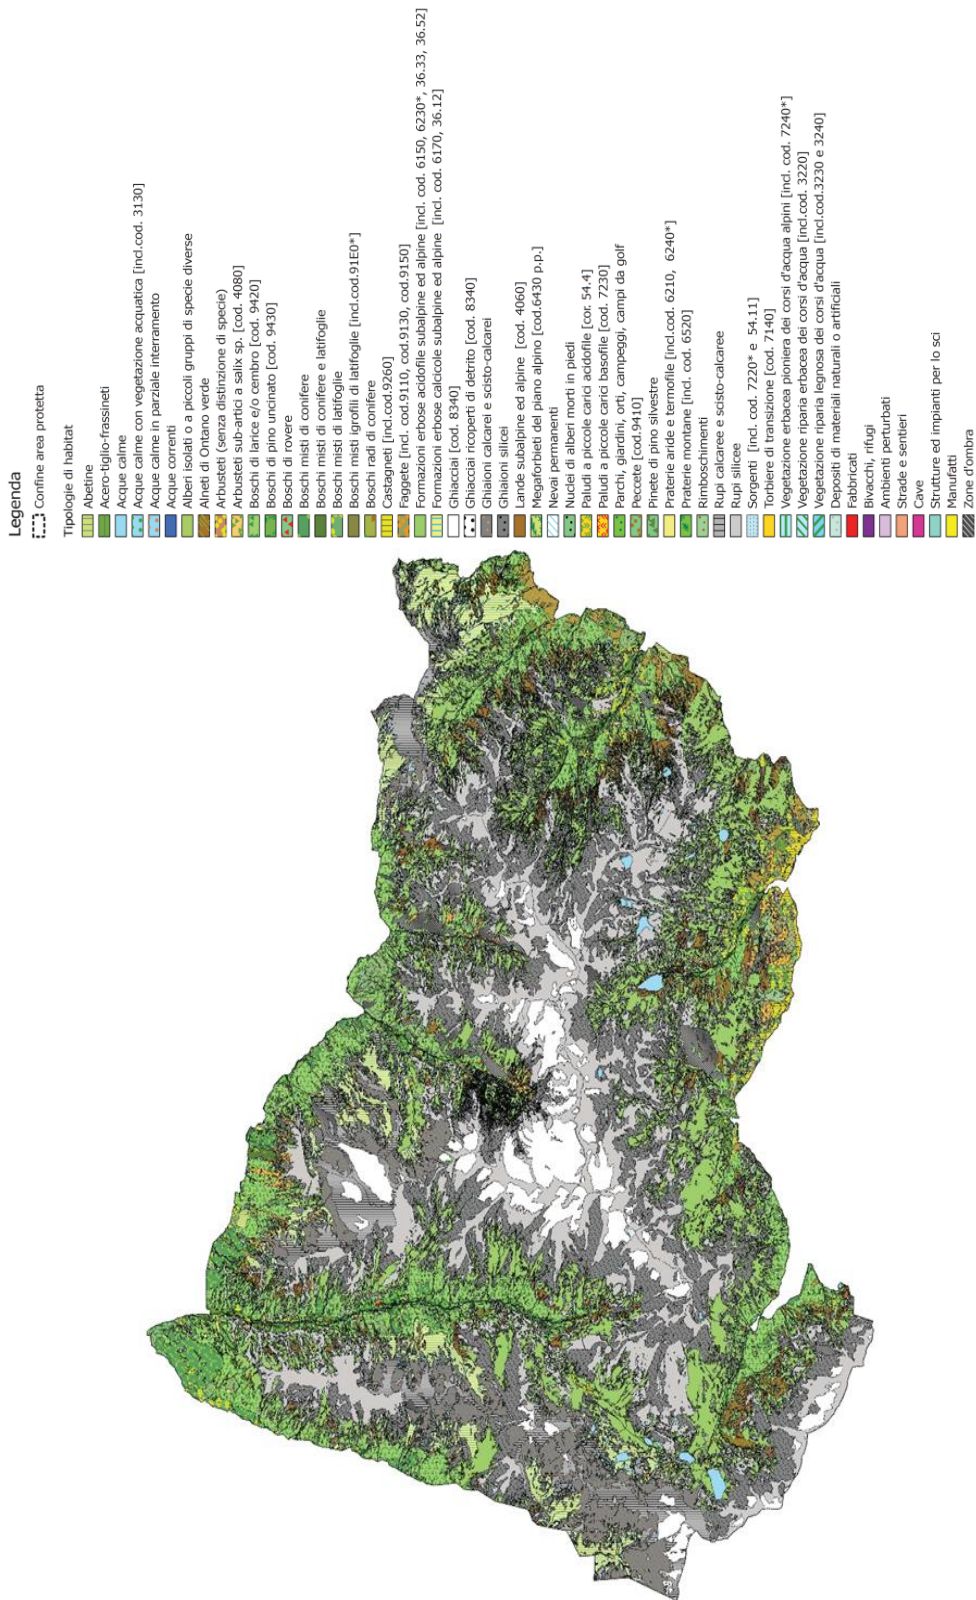 Legenda
Confine area protetta
Tipologie di habitat
Abetine
Acero-tiglio-frassineti
Acque calme
Acque calme con vegetazione acquatica [incl.cod. 3130]
Acque calme in parziale interramento
Acque correnti
Alberi isolati o a piccoli gruppi di specie diverse
Alneti di Ontano verde
Arbusteti (senza distinzione di specie)
Arbusteti sub-artici a salix sp. [cod. 4080]
Boschi di larice e/o cembro [cod. 9420]
Boschi di pino uncinato [cod. 9430]
Boschi di rovere
Boschi misti di conifere
Boschi misti di conifere e latifoglie
Boschi misti di latifoglie
Boschi misti igrofili di latifoglie [incl.cod.91E0*]
Boschi radi di conifere
Castagneti [incl.cod.9260]
Faggete [incl. cod.9110, cod.9130, cod.9150]
Formazioni erbose acidofile subalpine ed alpine [incl. cod. 6150, 6230*, 36.33, 36.52]
Formazioni erbose calcicole subalpine ed alpine [incl. cod. 6170, 36.12]
Ghiacciai [cod. 8340]
Ghiacciai ricoperti di detrito [cod. 8340]
Ghiaioni calcarei e scisto-calcarei
Ghiaioni silicei
Lande subalpine ed alpine [cod. 4060]
Megaforbieti del piano alpino [cod.6430 p.p.]
Nevai permanenti
Nuclei di alberi morti in piedi
Paludi a piccole carici acidofile [cor. 54.4]
Paludi a piccole carici basofile [cod. 7230]
Parchi, giardini, orti, campeggi, campi da golf
Peccete [cod.9410]
Pinete di pino silvestre
Praterie aride e termofile [incl.cod. 6210, 6240*]
Praterie montane [incl. cod. 6520]
Rimboschimenti
Rupi calcaree e scisto-calcaree
Rupi silicee
Sorgenti [incl. cod. 7220* e 54.11]
Torbiere di transizione [cod. 7140]
Vegetazione erbacea pioniera dei corsi d'acqua alpini [incl. cod. 7240*]
Vegetazione riparia erbacea dei corsi d'acqua [incl.cod. 3220]
Vegetazione riparia legnosa dei corsi d'acqua [incl.cod.3230 e 3240]
Depositi di materiali naturali o artificiali
Fabbricati
Bivacchi, rifugi
Ambienti perturbati
Strade e sentieri
Cave
Strutture ed impianti per lo sci
Manufatti
Zone d'ombra